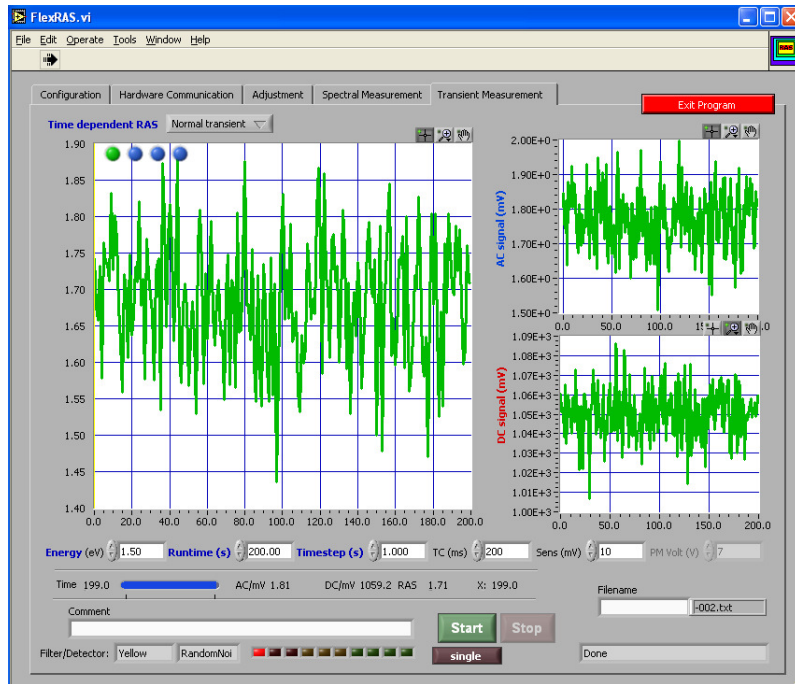 FlexRAS.vi
File Edit Operate Tools Window Help
RAS
Configuration Hardware Communication Adjustment Spectral Measurement Transient Measurement
Exit Program
Time dependent RAS Normal transient
1.90
1.85
1.80
1.75
1.70
1.65
1.60
1.55
1.50
1.45
1.40
0.0 20.0 40.0 60.0 80.0 100.0 120.0 140.0 160.0 180.0 200.0
AC signal (mV)
2.00E+0
1.90E+0
1.80E+0
1.70E+0
1.60E+0
1.50E+0
0.0 50.0 100.0
DC signal (mV)
1.09E+3
1.08E+3
1.07E+3
1.06E+3
1.05E+3
1.04E+3
1.03E+3
1.02E+3
1.01E+3
1.00E+3
0.0 50.0 100.0 150.0 200.0
Energy (eV) 1.50 Runtime (s) 200.00 Timestep (s) 1.000 TC (ms) 200 Sens (mV) 10 PM Volt (V) 7
Time 199.0 AC/mV 1.81 DC/mV 1059.2 RAS 1.71 X: 199.0
Filename
-002.txt
Comment
Start Stop
Filter/Detector: Yellow RandomNoi single Done